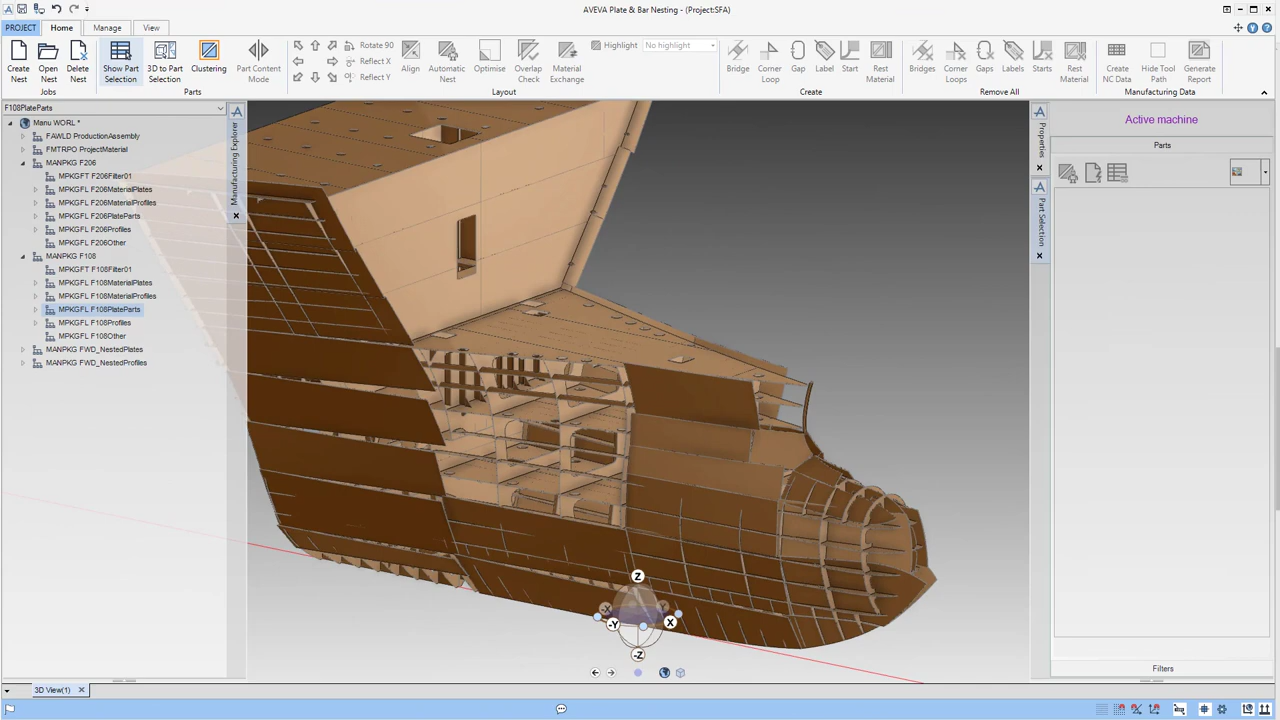 AVEVA Plate & Bar Nesting - (Project:SFA)
PROJECT Home Manage View
Create Nest
Open Nest
Delete Nest
Show Part Selection
3D to Part Selection
Clustering
Part Content Mode
Rotate 90
Reflect X
Reflect Y
Align
Automatic Nest
Optimise
Overlap Check
Material Exchange
Highlight No highlight
Bridge
Corner Loop
Gap
Label
Start
Rest Material
Bridges
Corner Loops
Gaps
Labels
Starts
Rest Material
Create NC Data
Hide Tool Path
Generate Report
Jobs Parts Layout Create Remove All Manufacturing Data
F108PlateParts
Manu WORL *
FAWLD ProductionAssembly
FMTRPO ProjectMaterial
MANPKG F206
MPKGFT F206Filter01
MPKGFL F206MaterialPlates
MPKGFL F206MaterialProfiles
MPKGFL F206PlateParts
MPKGFL F206Profiles
MPKGFL F206Other
MANPKG F108
MPKGFT F108Filter01
MPKGFL F108MaterialPlates
MPKGFL F108MaterialProfiles
MPKGFL F108PlateParts
MPKGFL F108Profiles
MPKGFL F108Other
MANPKG FWD_NestedPlates
MANPKG FWD_NestedProfiles
Manufacturing Explorer
Z
-X
Y
-Y
X
-Z
Properties
Part Selection
Active machine
Parts
Filters
3D View(1)